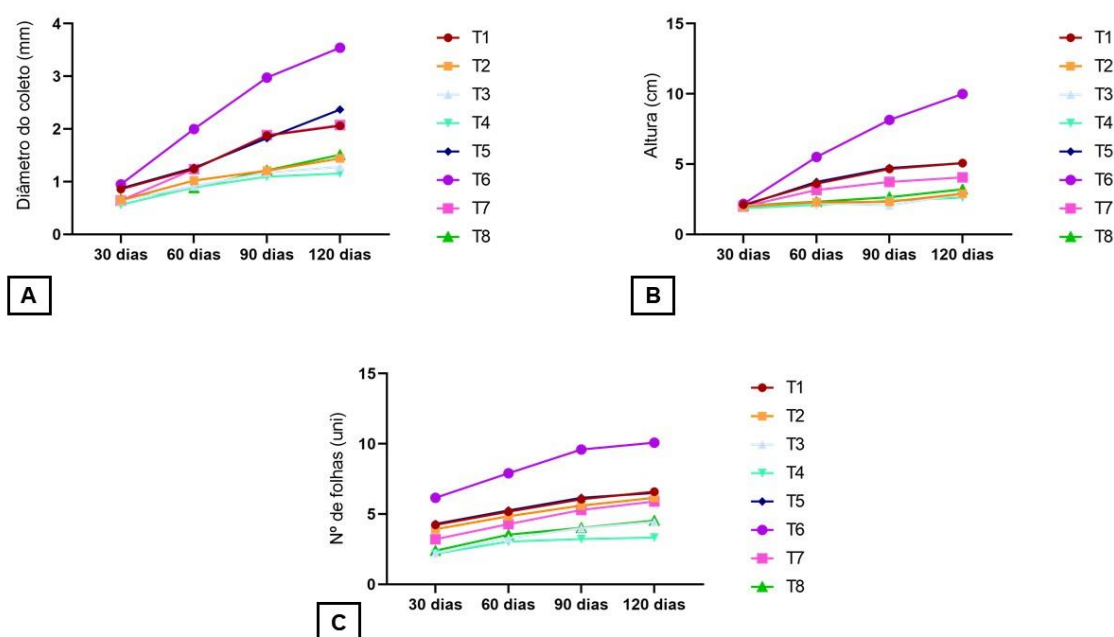 Diâmetro do coleto (mm)
4
3
2
1
0
30 dias 60 dias 90 dias 120 dias
T1
T2
T3
T4
T5
T6
T7
T8
A
Altura (cm)
15
10
5
0
30 dias 60 dias 90 dias 120 dias
T1
T2
T3
T4
T5
T6
T7
T8
B
Nº de folhas (uni)
15
10
5
0
30 dias 60 dias 90 dias 120 dias
T1
T2
T3
T4
T5
T6
T7
T8
C